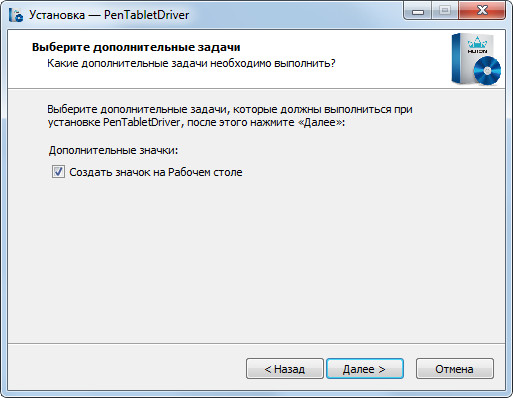 Установка — PenTabletDriver
Выберите дополнительные задачи
Какие дополнительные задачи необходимо выполнить?
HUION
Выберите дополнительные задачи, которые должны выполниться при
установке PenTabletDriver, после этого нажмите «Далее»:
Дополнительные значки:
Создать значок на Рабочем столе
< Назад
Далее >
Отмена